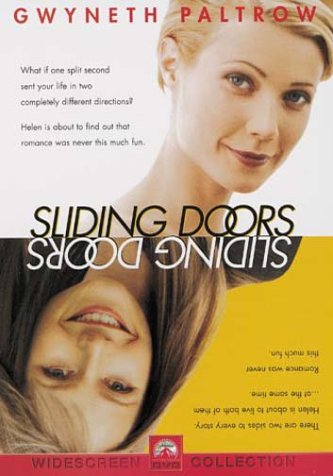 GWYNETH PALTROW
What if one split second
sent your life in two
completely different directions?
Helen is about to find out that
romance was never this much fun.
SLIDING DOORS
SLIDING DOORS
There are two sides to every story.
Helen is about to live both of them
...at the same time.
Romance was never
this much fun.
WIDESCREEN COLLECTION